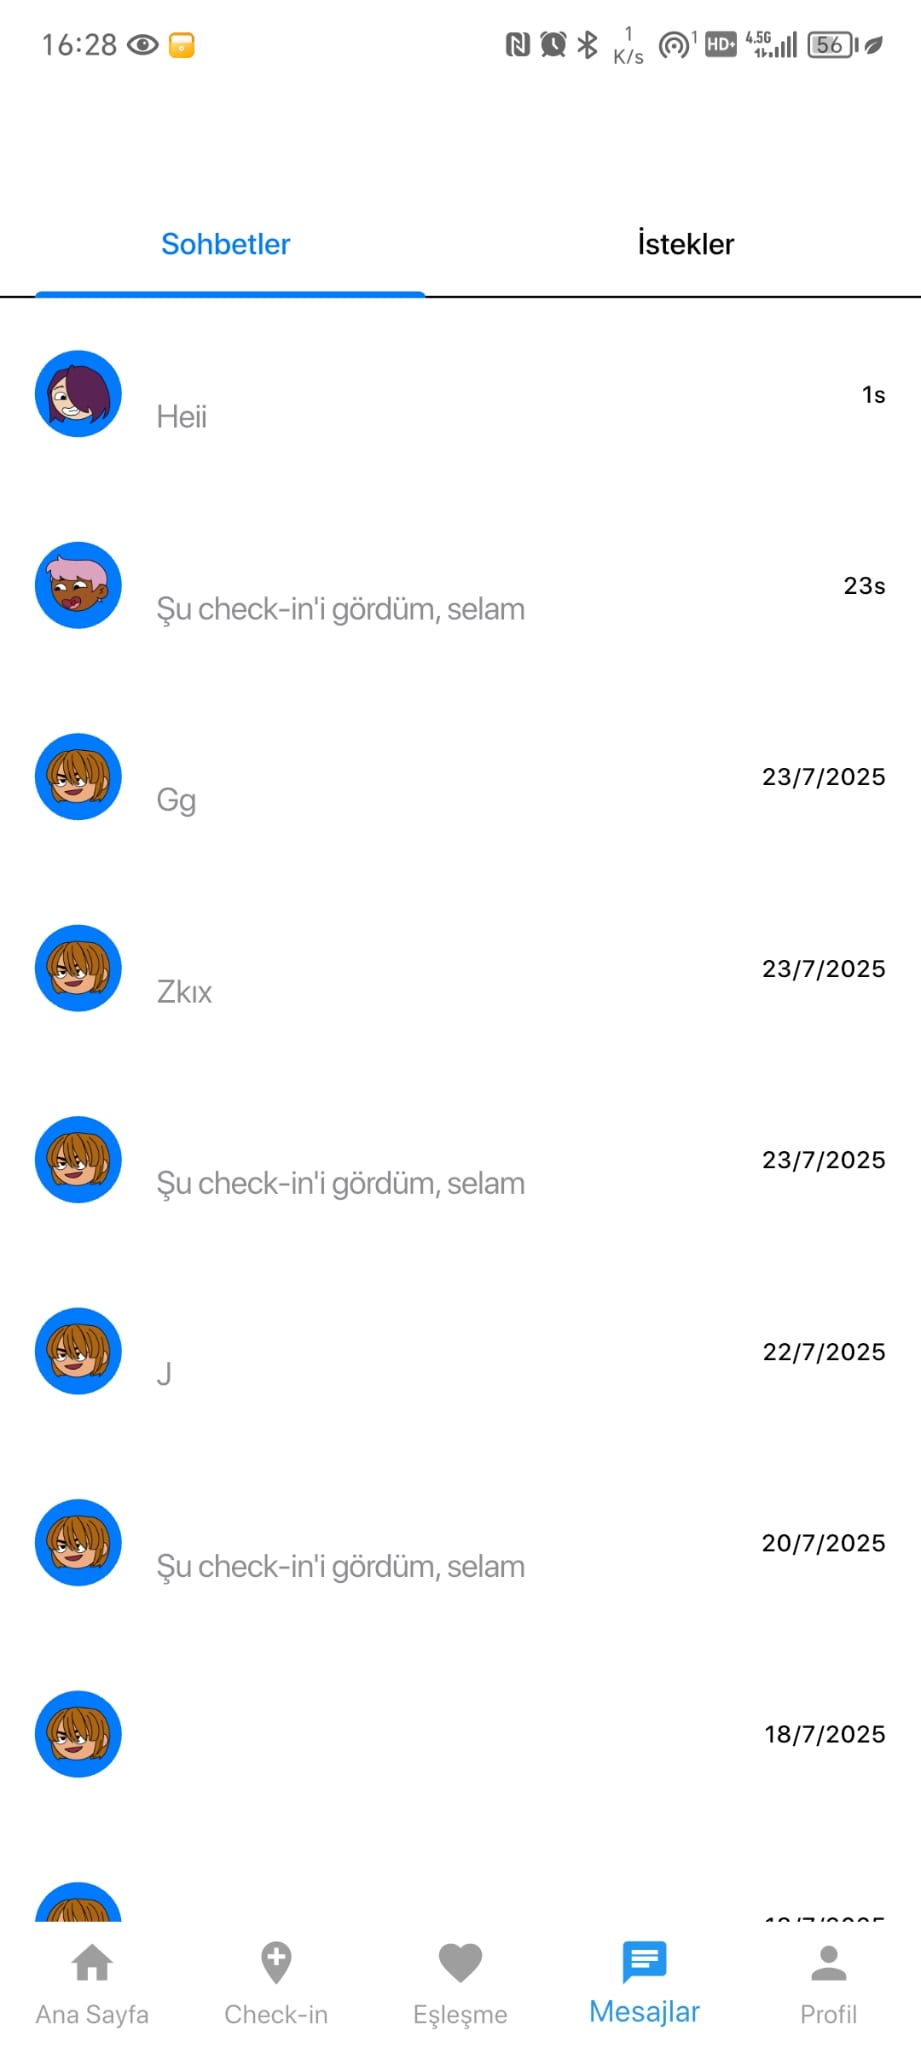 16:28
1 K/s
1
HD+
4.5G
56
Sohbetler
İstekler
Heii
1s
Şu check-in'i gördüm, selam
23s
Gg
23/7/2025
Zkıx
23/7/2025
Şu check-in'i gördüm, selam
23/7/2025
J
22/7/2025
Şu check-in'i gördüm, selam
20/7/2025
18/7/2025
Ana Sayfa
Check-in
Eşleşme
Mesajlar
Profil